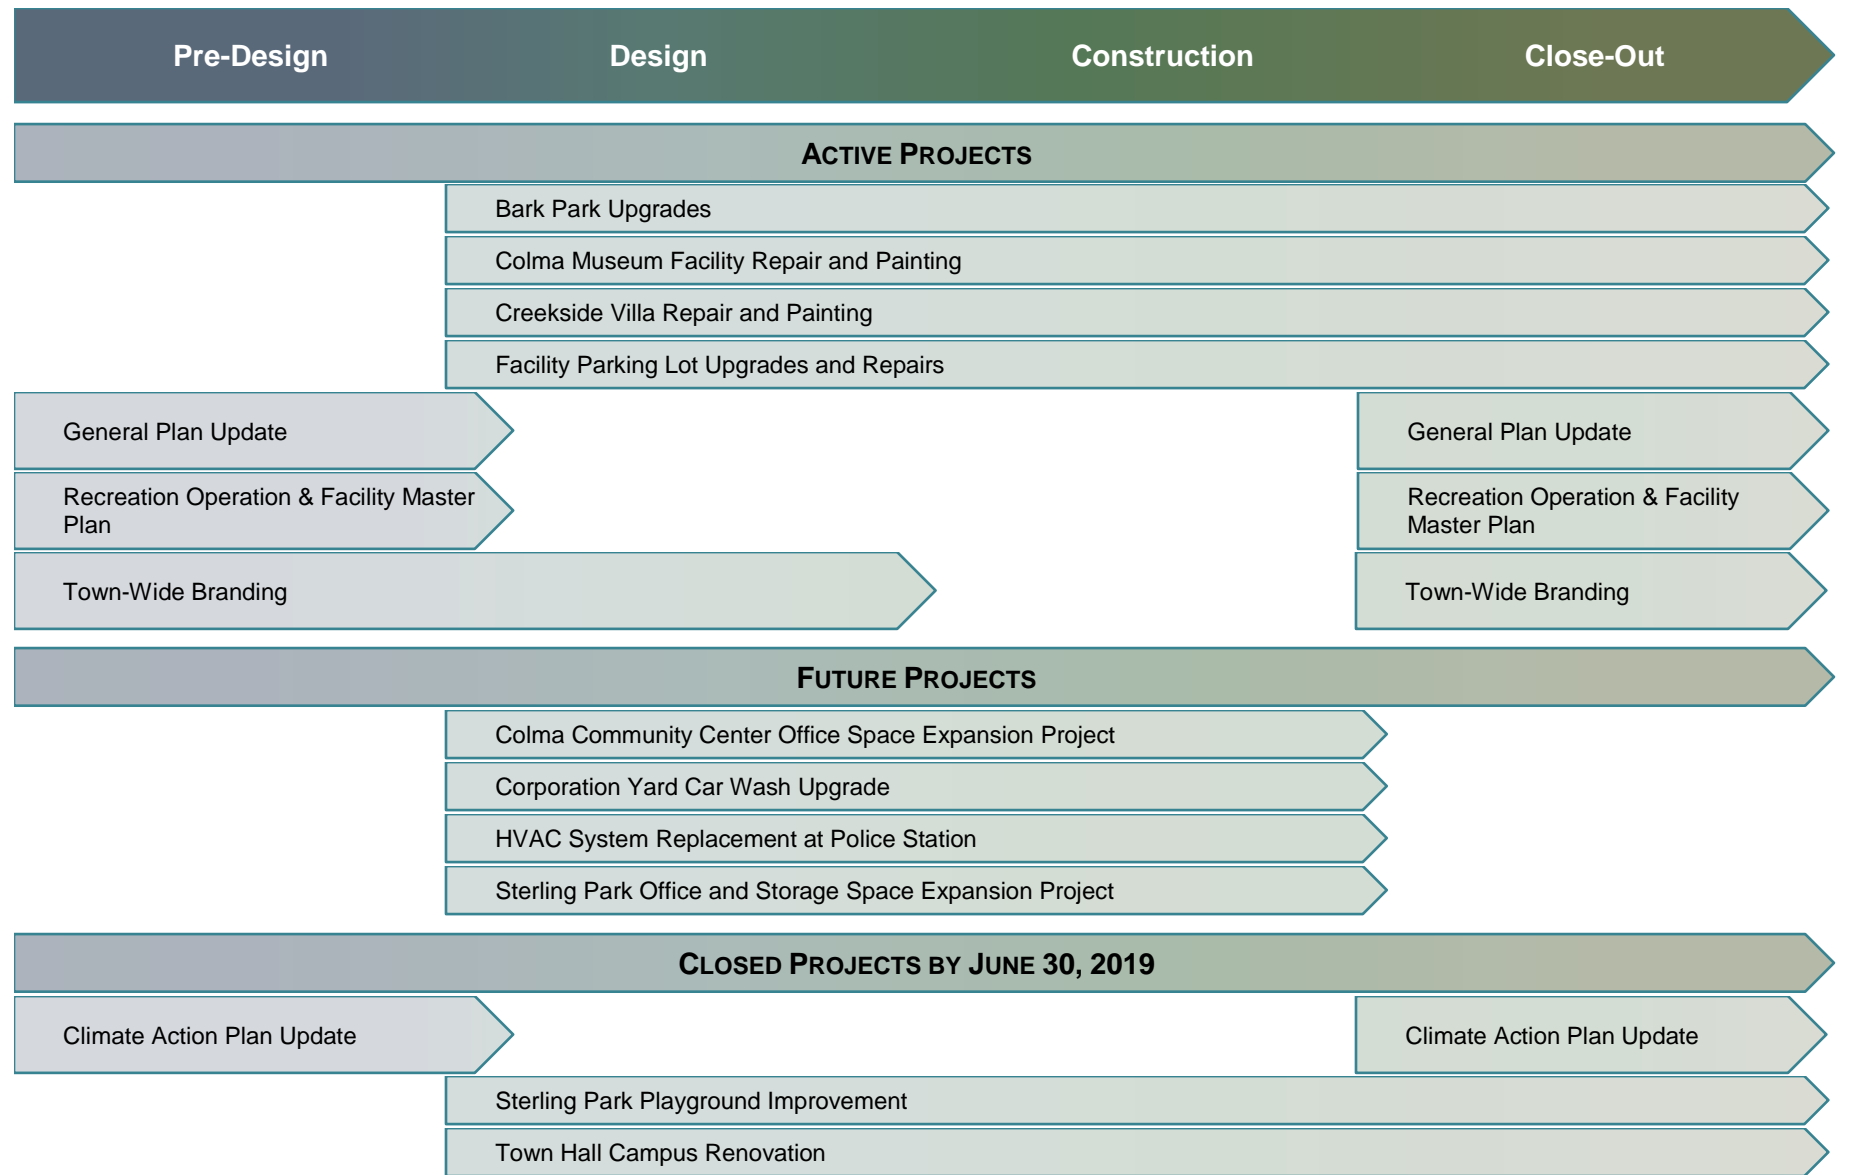 Pre-Design Design Construction Close-Out
ACTIVE PROJECTS
Bark Park Upgrades
Colma Museum Facility Repair and Painting
Creekside Villa Repair and Painting
Facility Parking Lot Upgrades and Repairs
General Plan Update
General Plan Update
Recreation Operation & Facility Master
Plan
Recreation Operation & Facility
Master Plan
Town-Wide Branding
Town-Wide Branding
FUTURE PROJECTS
Colma Community Center Office Space Expansion Project
Corporation Yard Car Wash Upgrade
HVAC System Replacement at Police Station
Sterling Park Office and Storage Space Expansion Project
CLOSED PROJECTS BY JUNE 30, 2019
Climate Action Plan Update
Climate Action Plan Update
Sterling Park Playground Improvement
Town Hall Campus Renovation